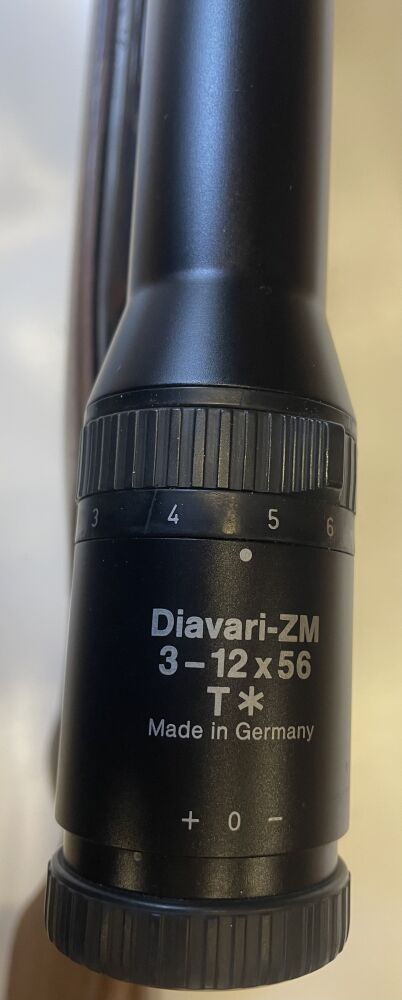 3 4 5 6
Diavari-ZM
3-12x56
T*
Made in Germany
+ 0 -